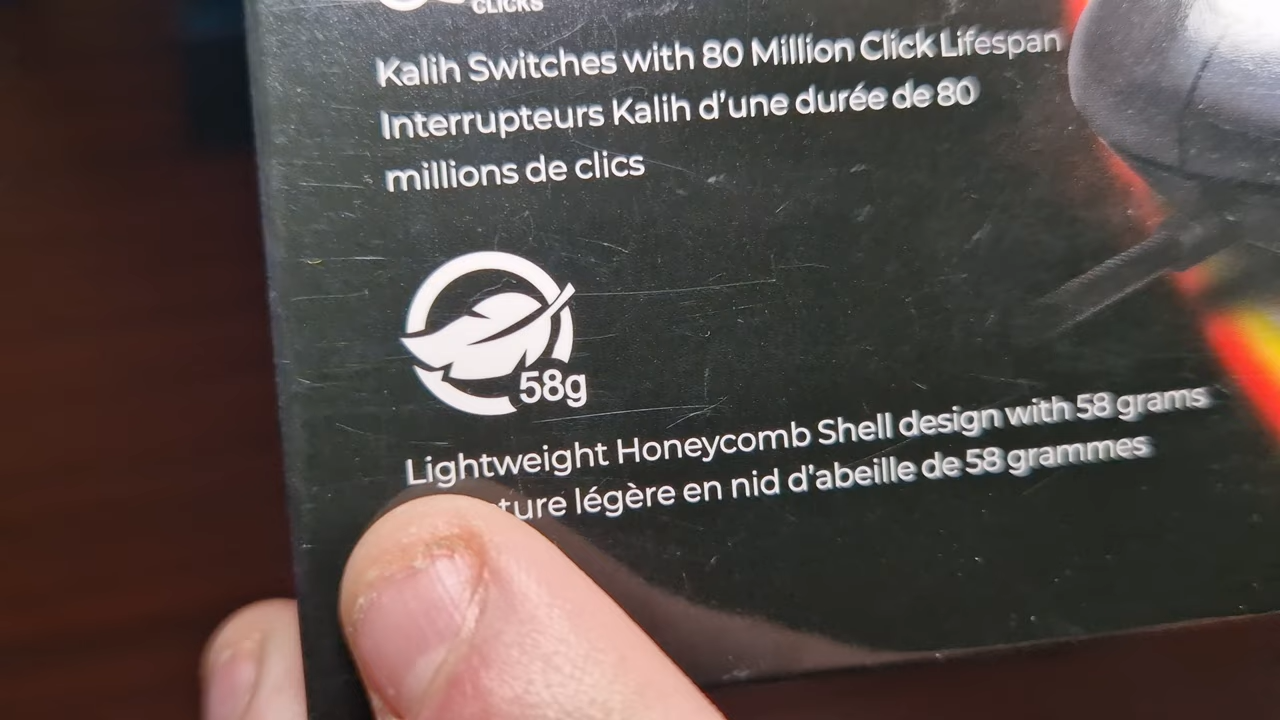 CLICKS
Kalih Switches with 80 Million Click Lifespan
Interrupteurs Kalih d'une durée de 80
millions de clics
58g
Lightweight Honeycomb Shell design with 58 grams
ture légère en nid d'abeille de 58 grammes